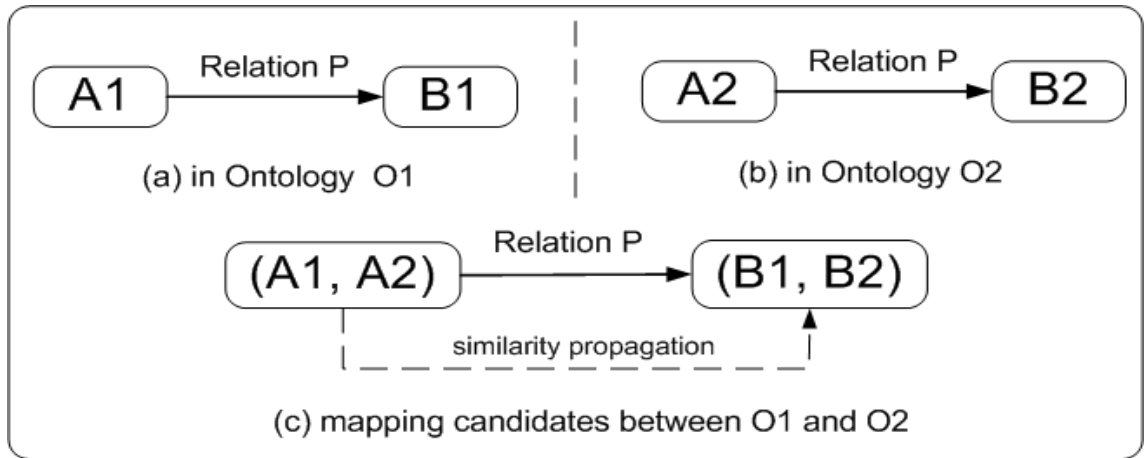 Relation P
A1
B1
(a) in Ontology O1
Relation P
A2
B2
(b) in Ontology O2
Relation P
(A1, A2)
(B1, B2)
similarity propagation
(c) mapping candidates between O1 and O2